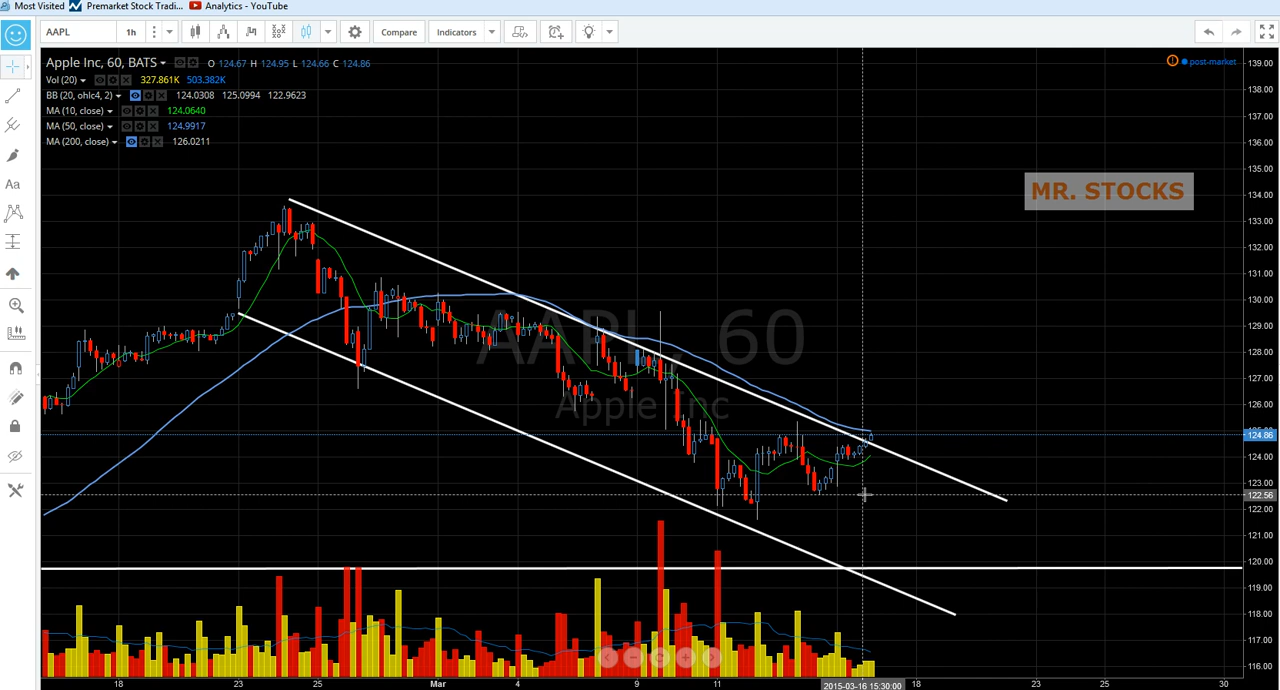 Most Visited Premarket Stock Tradi... Analytics - YouTube
AAPL 1h Compare Indicators
Apple Inc, 60, BATS O 124.67 H 124.95 L 124.66 C 124.86
post-market
Vol (20) 327.861K 503.382K
BB (20, ohlc4, 2) 124.0308 125.0994 122.9623
MA (10, close) 124.0640
MA (50, close) 124.9917
MA (200, close) 126.0211
Aa
MR. STOCKS
AAPL, 60
Apple Inc
139.00
138.00
137.00
136.00
135.00
134.00
133.00
132.00
131.00
130.00
129.00
128.00
127.00
126.00
124.86
124.00
123.00
122.56
122.00
121.00
120.00
119.00
118.00
117.00
116.00
18 23 25 Mar 4 9 11 2015-03-16 15:30:00 18 23 25 30